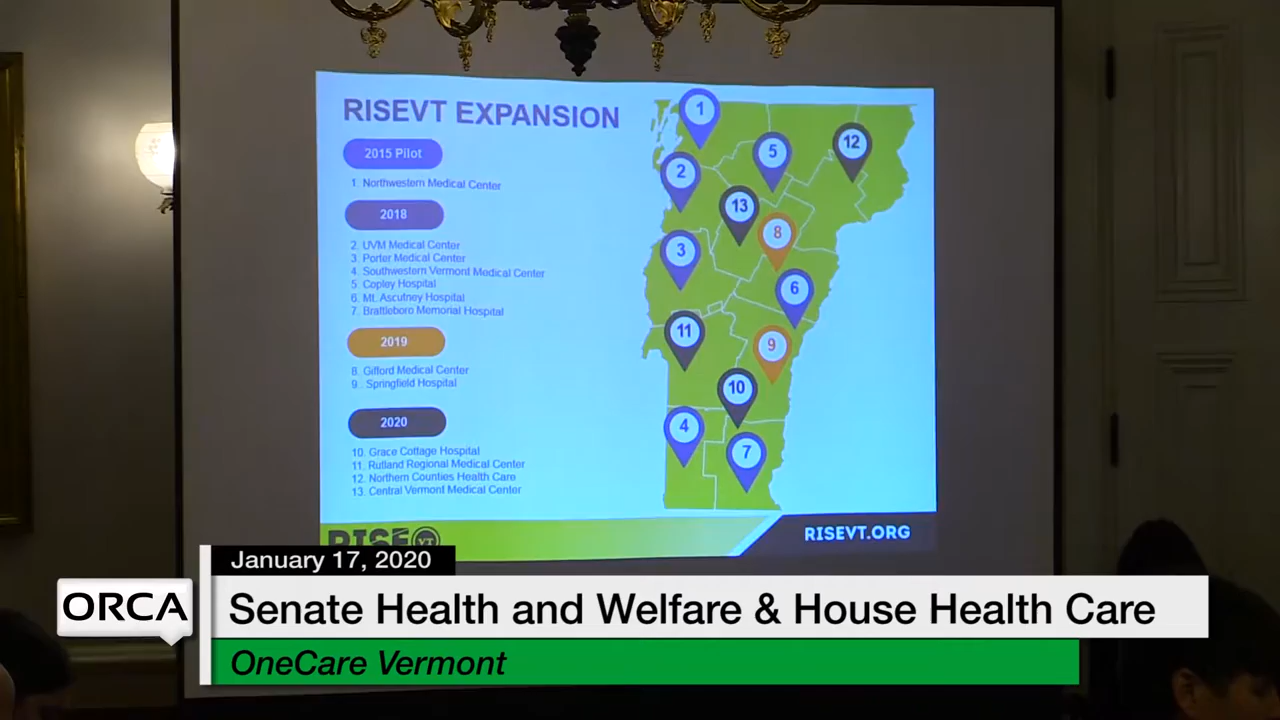 RISEVT EXPANSION
2015 Pilot
1. Northwestern Medical Center
2018
2. UVM Medical Center
3. Porter Medical Center
4. Southwestern Vermont Medical Center
5 Copley Hospital
6. Mt. Ascutney Hospital
7. Brattleboro Memorial Hospital
2019
8. Gifford Medical Center
9.. Springfield Hospital
2020
10. Grace Cottage Hospital
11. Rutland Regional Medical Center
12. Northern Counties Health Care
13. Central Vermont Medical Center
1
12
5
2
13
8
3
6
11
9
10
4
7
RISE VT
RISEVT.ORG
January 17, 2020
ORCA
Senate Health and Welfare & House Health Care
OneCare Vermont